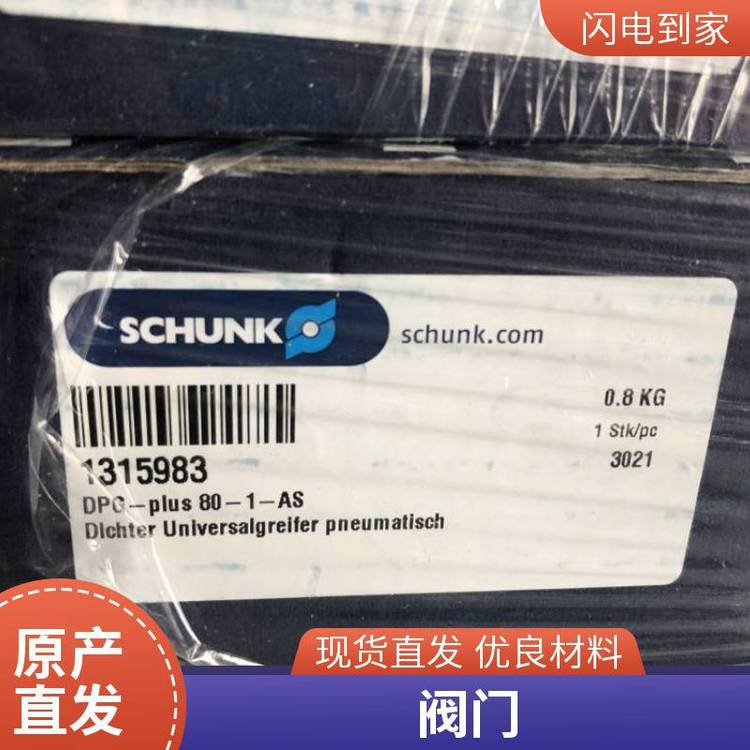 闪电到家
SCHUNK
schunk.com
0.8 KG
1 Stk/pc
3021
1315983
DPG-plus 80-1-AS
Dichter Universalgreifer pneumatisch
原产
直发
现货直发 优良材料
阀门